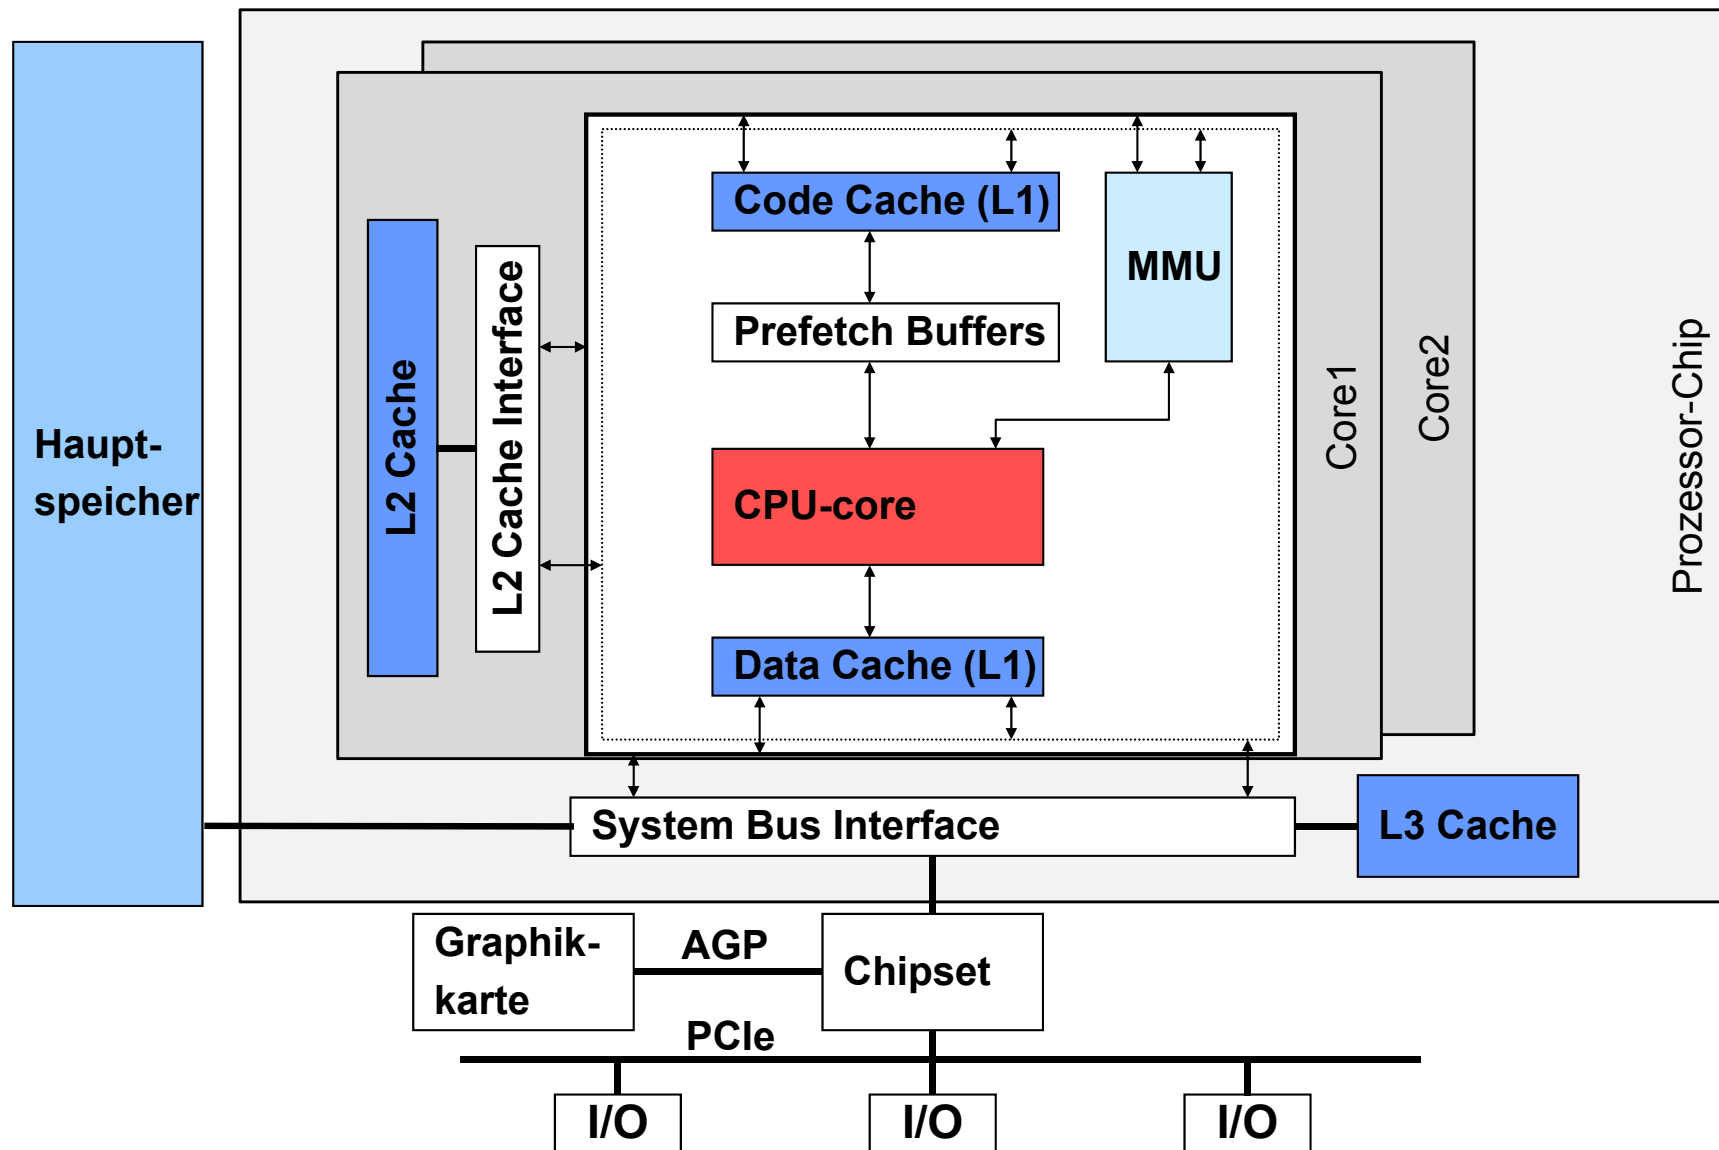 Haupt-
speicher
L2 Cache
L2 Cache Interface
Code Cache (L1)
MMU
Prefetch Buffers
CPU-core
Data Cache (L1)
Core1
Core2
Prozessor-Chip
System Bus Interface
L3 Cache
Graphik-
karte
AGP
Chipset
PCIe
I/O
I/O
I/O